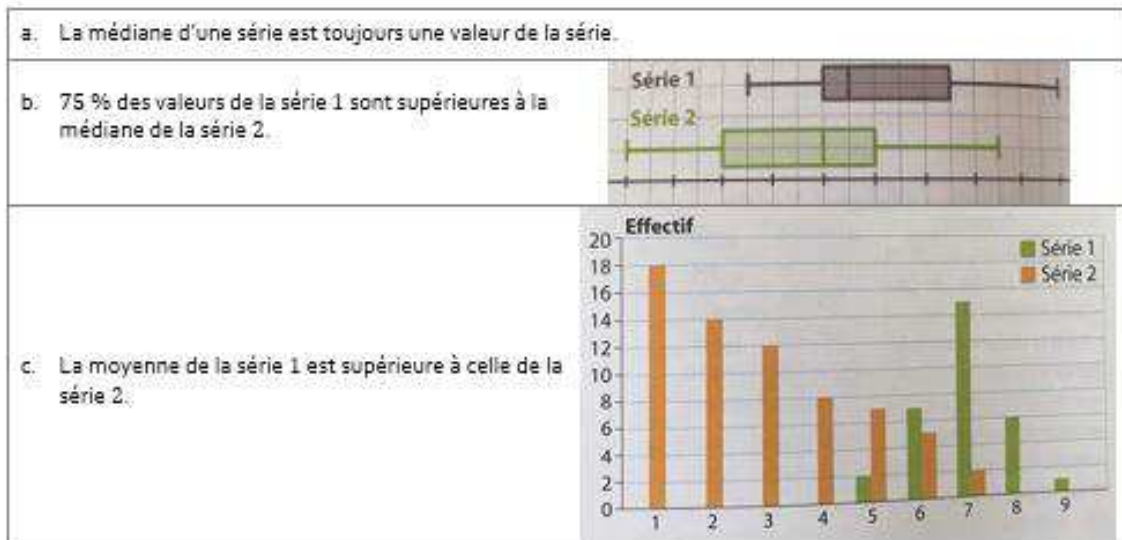 a. La médiane d'une série est toujours une valeur de la série.
b. 75 % des valeurs de la série 1 sont supérieures à la
médiane de la série 2.
Série 1
Série 2
c. La moyenne de la série 1 est supérieure à celle de la
série 2.
Effectif
Série 1
Série 2
20
18
16
14
12
10
8
6
4
2
0
1 2 3 4 5 6 7 8 9